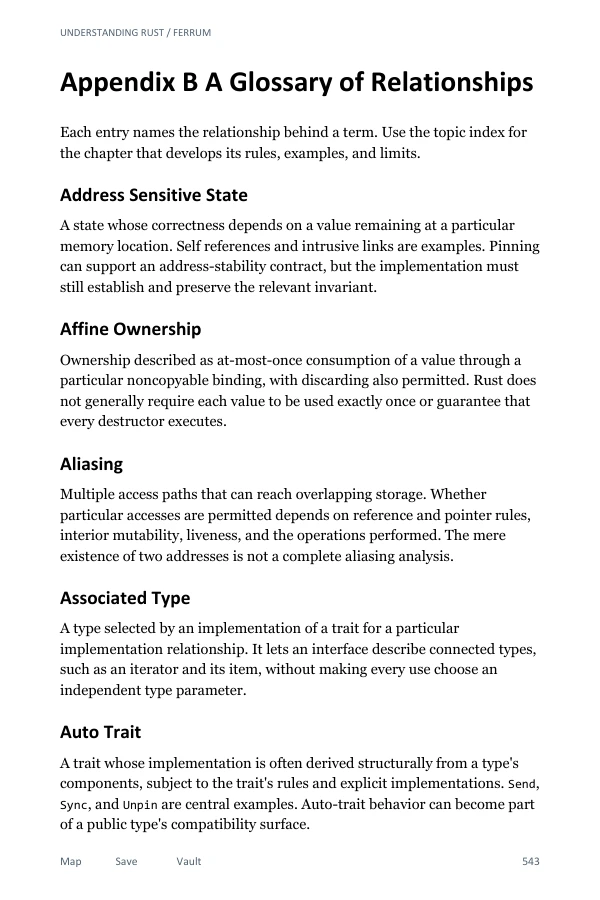 UNDERSTANDING RUST / FERRUM
Appendix B A Glossary of Relationships
Each entry names the relationship behind a term. Use the topic index for
the chapter that develops its rules, examples, and limits.
Address Sensitive State
A state whose correctness depends on a value remaining at a particular
memory location. Self references and intrusive links are examples. Pinning
can support an address-stability contract, but the implementation must
still establish and preserve the relevant invariant.
Affine Ownership
Ownership described as at-most-once consumption of a value through a
particular noncopyable binding, with discarding also permitted. Rust does
not generally require each value to be used exactly once or guarantee that
every destructor executes.
Aliasing
Multiple access paths that can reach overlapping storage. Whether
particular accesses are permitted depends on reference and pointer rules,
interior mutability, liveness, and the operations performed. The mere
existence of two addresses is not a complete aliasing analysis.
Associated Type
A type selected by an implementation of a trait for a particular
implementation relationship. It lets an interface describe connected types,
such as an iterator and its item, without making every use choose an
independent type parameter.
Auto Trait
A trait whose implementation is often derived structurally from a type's
components, subject to the trait's rules and explicit implementations. Send,
Sync, and Unpin are central examples. Auto-trait behavior can become part
of a public type's compatibility surface.
Map Save Vault 543